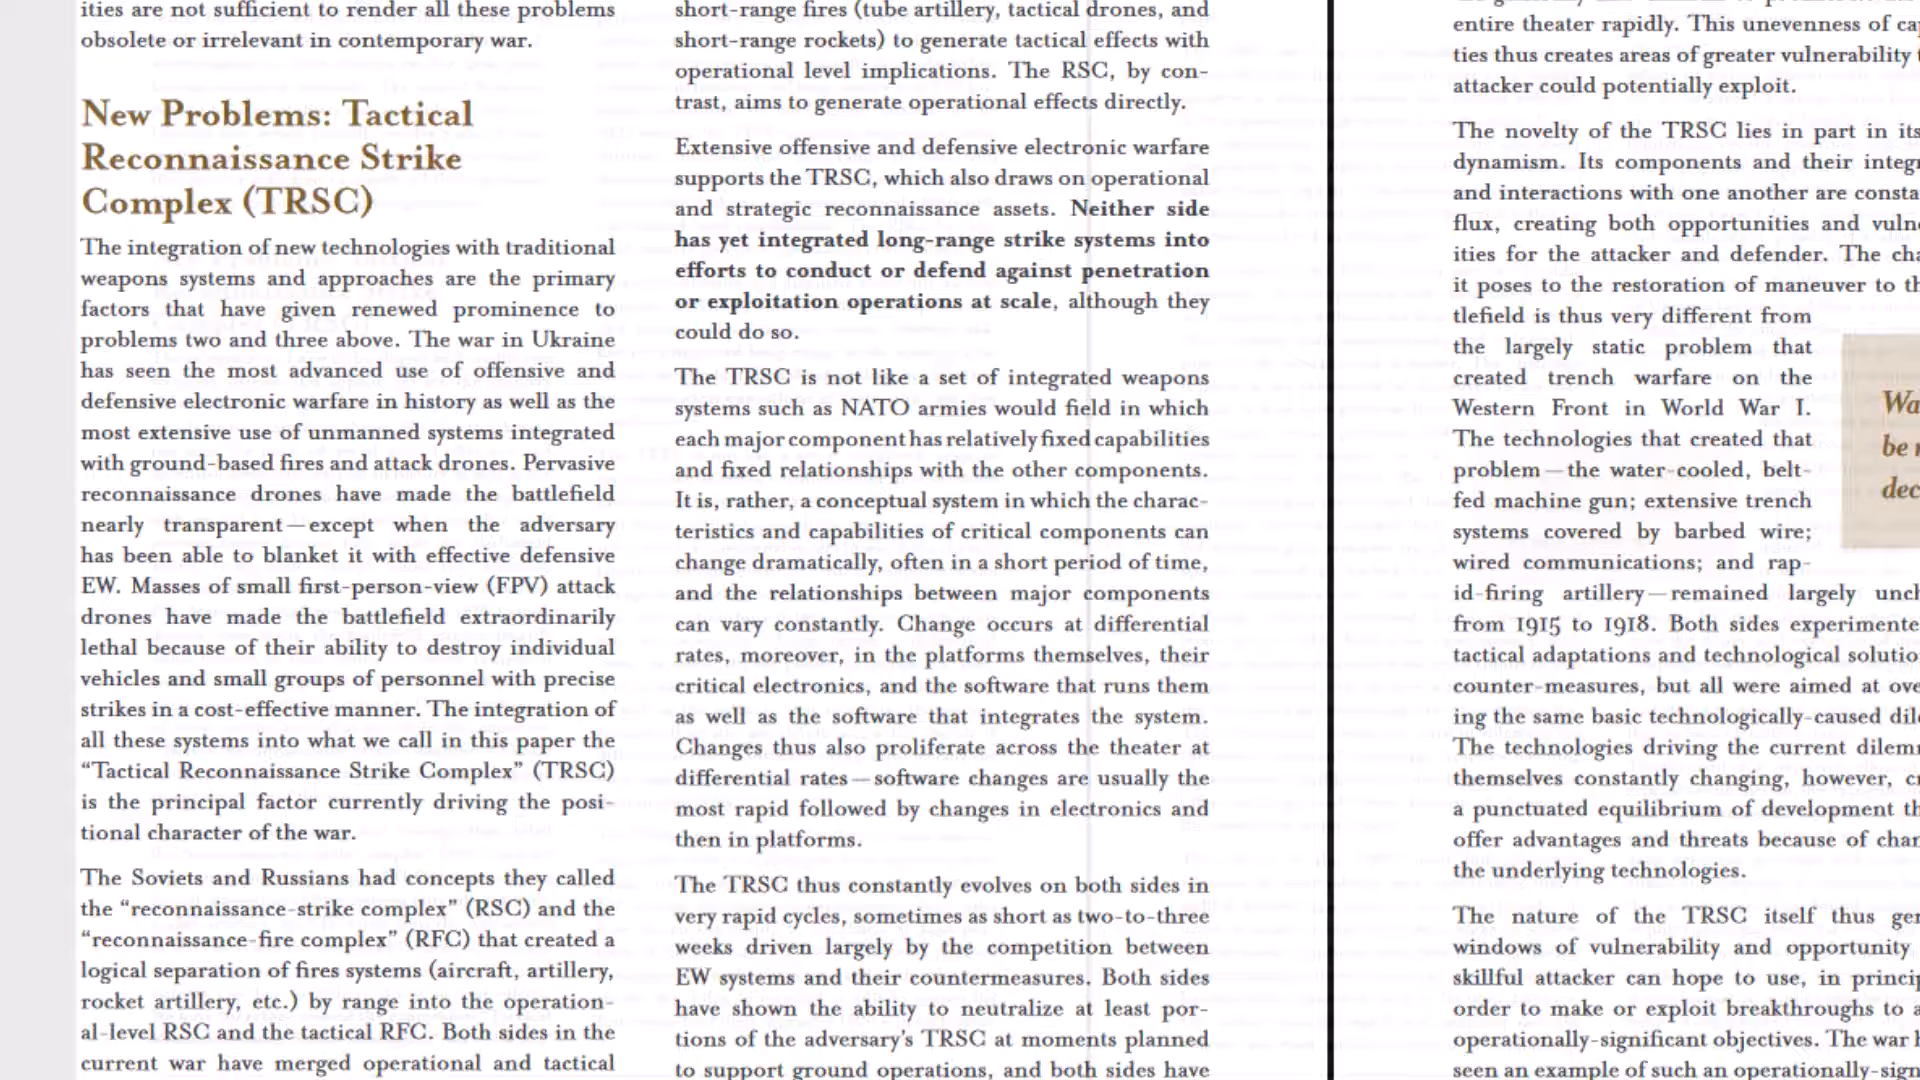 ities are not sufficient to render all these problems
obsolete or irrelevant in contemporary war.
New Problems: Tactical
Reconnaissance Strike
Complex (TRSC)
The integration of new technologies with traditional
weapons systems and approaches are the primary
factors that have given renewed prominence to
problems two and three above. The war in Ukraine
has seen the most advanced use of offensive and
defensive electronic warfare in history as well as the
most extensive use of unmanned systems integrated
with ground-based fires and attack drones. Pervasive
reconnaissance drones have made the battlefield
nearly transparent—except when the adversary
has been able to blanket it with effective defensive
EW. Masses of small first-person-view (FPV) attack
drones have made the battlefield extraordinarily
lethal because of their ability to destroy individual
vehicles and small groups of personnel with precise
strikes in a cost-effective manner. The integration of
all these systems into what we call in this paper the
“Tactical Reconnaissance Strike Complex” (TRSC)
is the principal factor currently driving the posi-
tional character of the war.
The Soviets and Russians had concepts they called
the “reconnaissance-strike complex” (RSC) and the
“reconnaissance-fire complex” (RFC) that created a
logical separation of fires systems (aircraft, artillery,
rocket artillery, etc.) by range into the operation-
al-level RSC and the tactical RFC. Both sides in the
current war have merged operational and tactical
short-range fires (tube artillery, tactical drones, and
short-range rockets) to generate tactical effects with
operational level implications. The RSC, by con-
trast, aims to generate operational effects directly.
Extensive offensive and defensive electronic warfare
supports the TRSC, which also draws on operational
and strategic reconnaissance assets. Neither side
has yet integrated long-range strike systems into
efforts to conduct or defend against penetration
or exploitation operations at scale, although they
could do so.
The TRSC is not like a set of integrated weapons
systems such as NATO armies would field in which
each major component has relatively fixed capabilities
and fixed relationships with the other components.
It is, rather, a conceptual system in which the charac-
teristics and capabilities of critical components can
change dramatically, often in a short period of time,
and the relationships between major components
can vary constantly. Change occurs at differential
rates, moreover, in the platforms themselves, their
critical electronics, and the software that runs them
as well as the software that integrates the system.
Changes thus also proliferate across the theater at
differential rates—software changes are usually the
most rapid followed by changes in electronics and
then in platforms.
The TRSC thus constantly evolves on both sides in
very rapid cycles, sometimes as short as two-to-three
weeks driven largely by the competition between
EW systems and their countermeasures. Both sides
have shown the ability to neutralize at least por-
tions of the adversary’s TRSC at moments planned
to support ground operations, and both sides have
entire theater rapidly. This unevenness of
ties thus creates areas of greater vulnerability
attacker could potentially exploit.
The novelty of the TRSC lies in part in its
dynamism. Its components and their
and interactions with one another are
flux, creating both opportunities and
ities for the attacker and defender. The
it poses to the restoration of maneuver to
tlefield is thus very different from
the largely static problem that
created trench warfare on the
Western Front in World War I.
The technologies that created that
problem—the water-cooled, belt-
fed machine gun; extensive trench
systems covered by barbed wire;
wired communications; and rap-
id-firing artillery—remained largely
from 1915 to 1918. Both sides
tactical adaptations and technological
counter-measures, but all were aimed at
ing the same basic technologically-caused
The technologies driving the current
themselves constantly changing, however,
a punctuated equilibrium of development
offer advantages and threats because of
the underlying technologies.
The nature of the TRSC itself thus
windows of vulnerability and opportunity
skillful attacker can hope to use, in
order to make or exploit breakthroughs to
operationally-significant objectives. The war
seen an example of such an